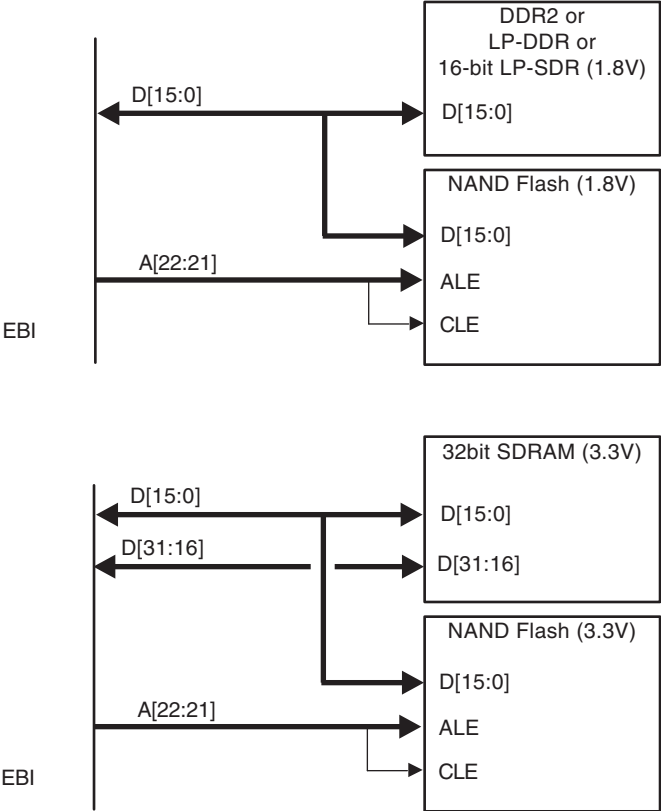 DDR2 or
LP-DDR or
16-bit LP-SDR (1.8V)
D[15:0]
D[15:0]
NAND Flash (1.8V)
D[15:0]
A[22:21]
ALE
EBI
CLE
32bit SDRAM (3.3V)
D[15:0]
D[15:0]
D[31:16]
D[31:16]
NAND Flash (3.3V)
D[15:0]
A[22:21]
ALE
EBI
CLE